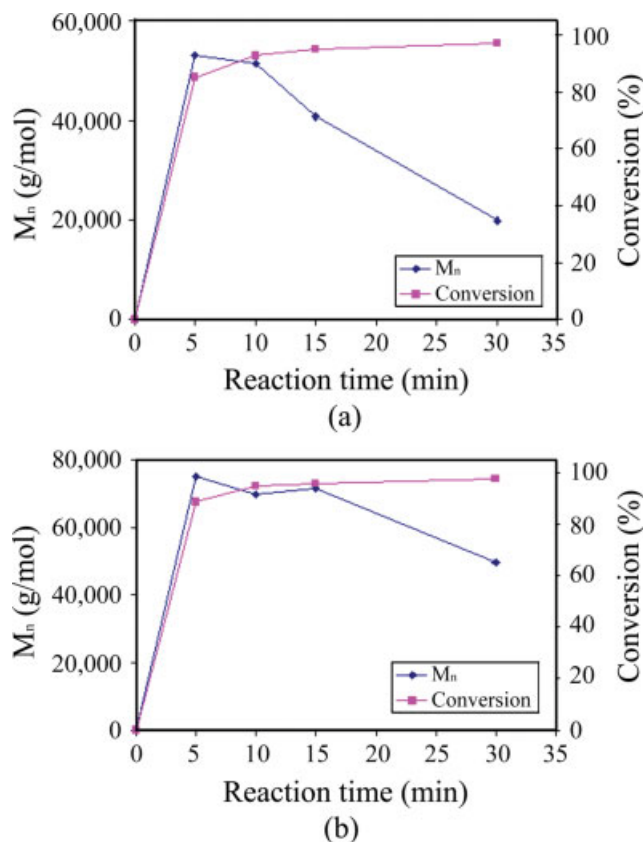 60,000
40,000
20,000
0
Mₙ (g/mol)
100
80
60
40
20
0
Conversion (%)
Mₙ
Conversion
0 5 10 15 20 25 30 35
Reaction time (min)
(a)
80,000
60,000
40,000
20,000
0
Mₙ (g/mol)
100
80
60
40
20
0
Conversion (%)
Mₙ
Conversion
0 5 10 15 20 25 30 35
Reaction time (min)
(b)